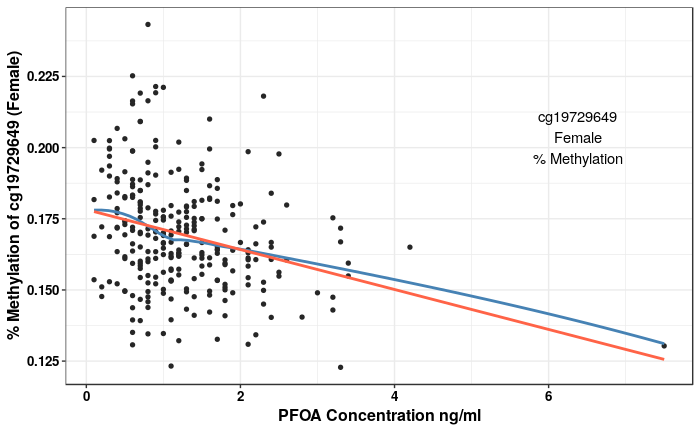 % Methylation of cg19729649 (Female)
0.225
0.200
0.175
0.150
0.125
cg19729649
Female
% Methylation
0
2
4
6
PFOA Concentration ng/ml